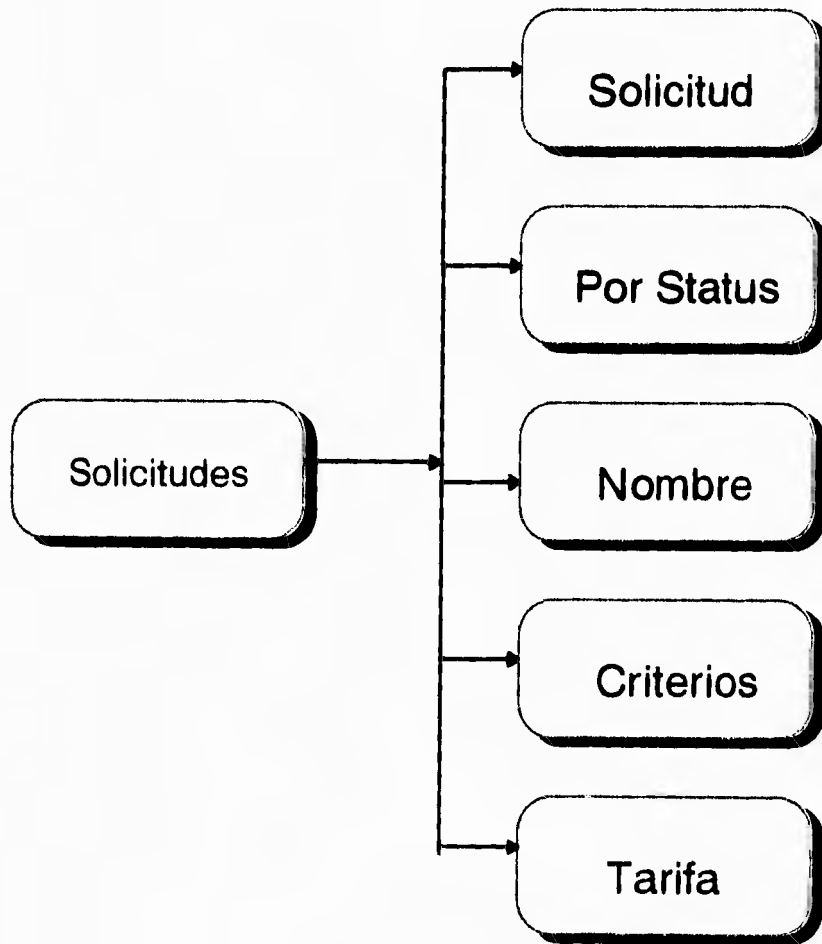 Solicitud
Por Status
Solicitudes
Nombre
Criterios
Tarifa